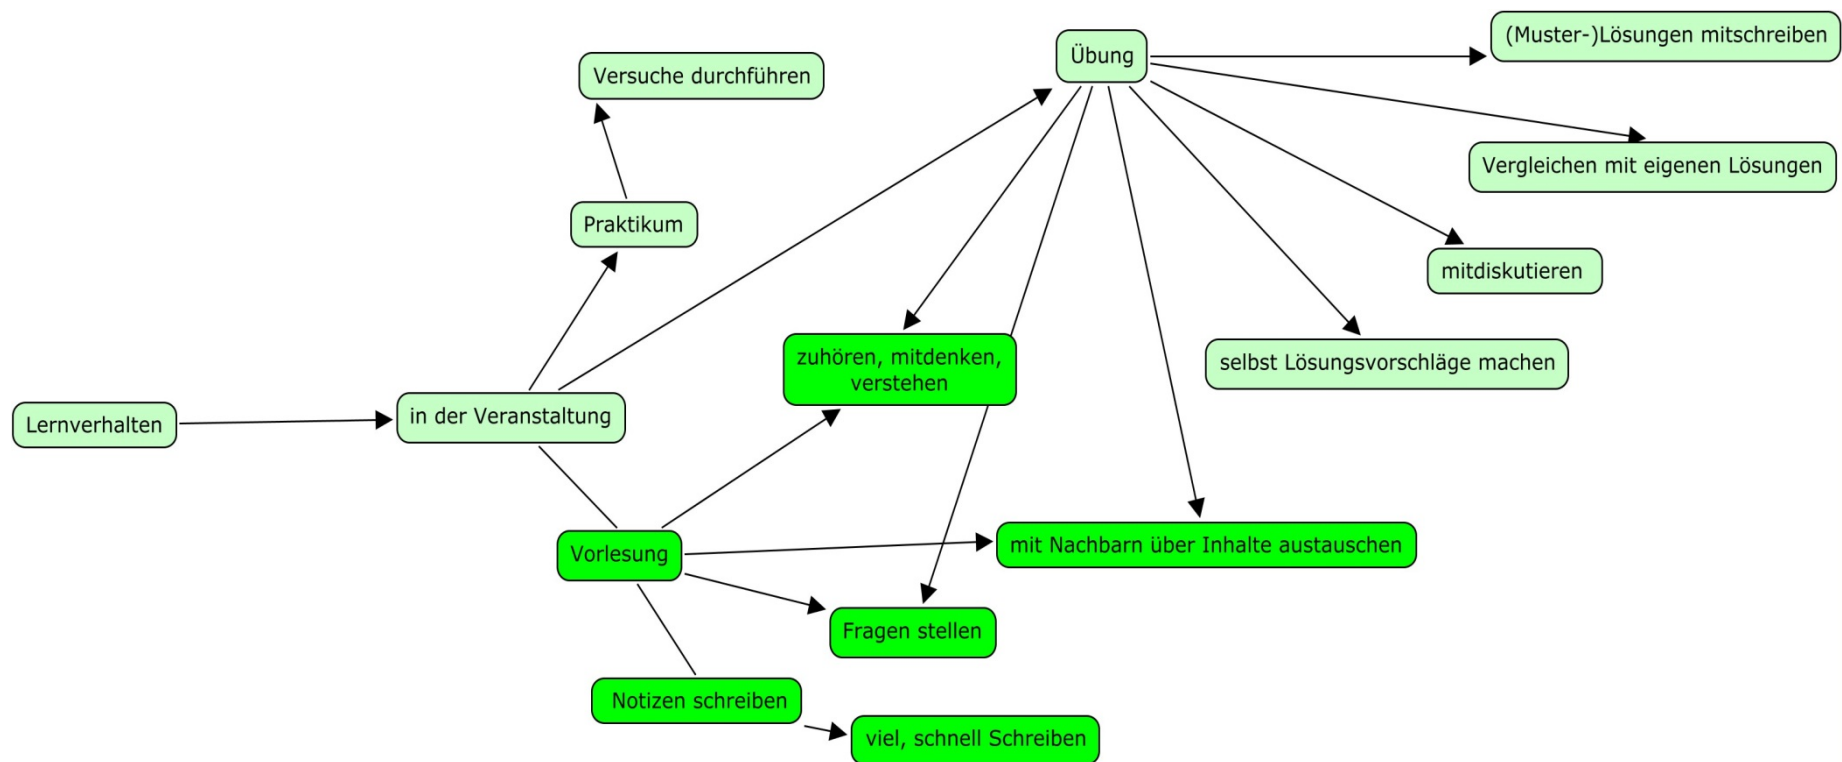 (Muster-)Lösungen mitschreiben
Übung
Versuche durchführen
Vergleichen mit eigenen Lösungen
Praktikum
mitdiskutieren
zuhören, mitdenken,
verstehen
selbst Lösungsvorschläge machen
Lernverhalten
in der Veranstaltung
Vorlesung
mit Nachbarn über Inhalte austauschen
Fragen stellen
Notizen schreiben
viel, schnell Schreiben